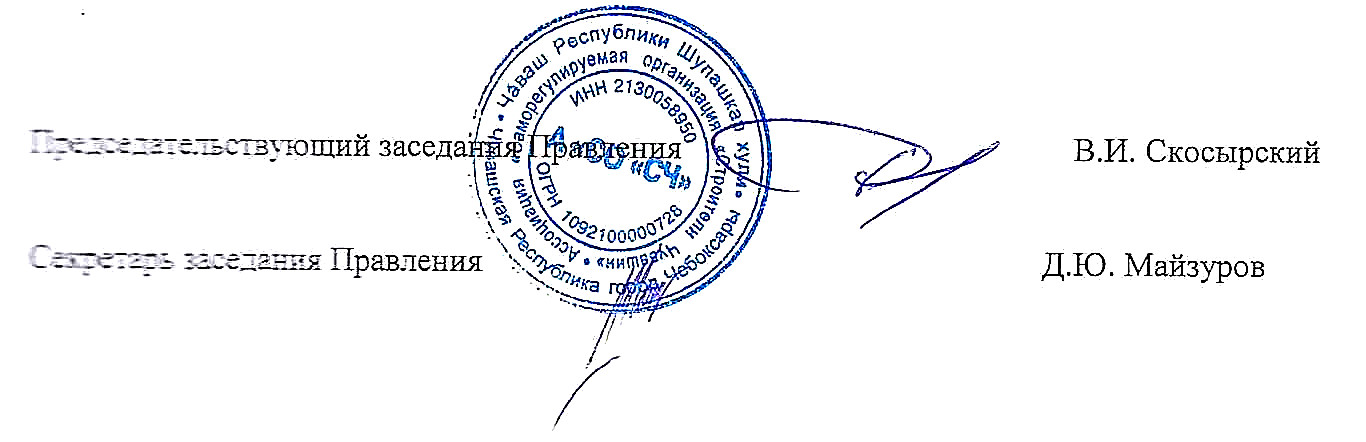 Председательствующий заседания Правления В.И. Скосырский
Секретарь заседания Правления Д.Ю. Майзуров
Чăваш Республики Шупашкар хули • Чувашская Республика город Чебоксары •
Ассоциация «Саморегулируемая организация «Строители Чувашии» •
ИНН 2130058950
А «СО «СЧ»
ОГРН 1092100000728